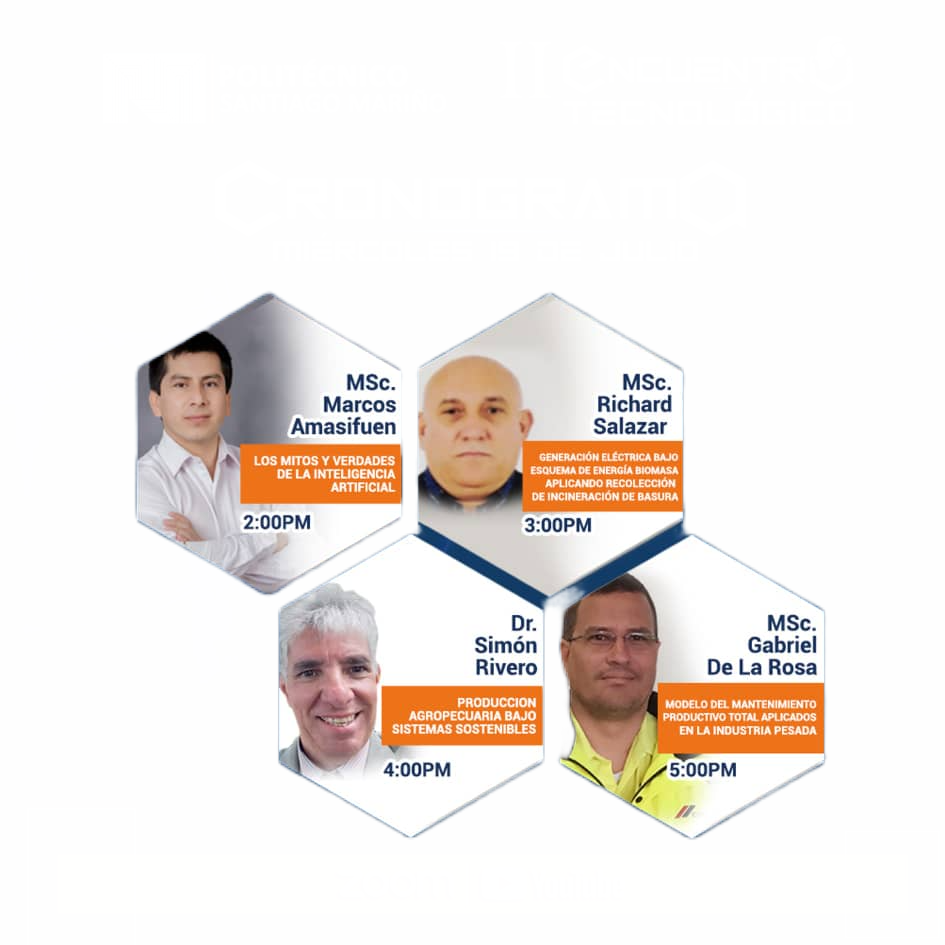 CRONOGRAMA
MSc.
Marcos
Amasifuen
LOS MITOS Y VERDADES
DE LA INTELIGENCIA
ARTIFICIAL
2:00PM
MSc.
Richard
Salazar
GENERACIÓN ELÉCTRICA BAJO
ESQUEMA DE ENERGÍA BIOMASA
APLICANDO RECOLECCIÓN
DE INCINERACIÓN DE BASURA
3:00PM
Dr.
Simón
Rivero
PRODUCCION
AGROPECUARIA BAJO
SISTEMAS SOSTENIBLES
4:00PM
MSc.
Gabriel
De La Rosa
MODELO DEL MANTENIMIENTO
PRODUCTIVO TOTAL APLICADOS
EN LA INDUSTRIA PESADA
5:00PM